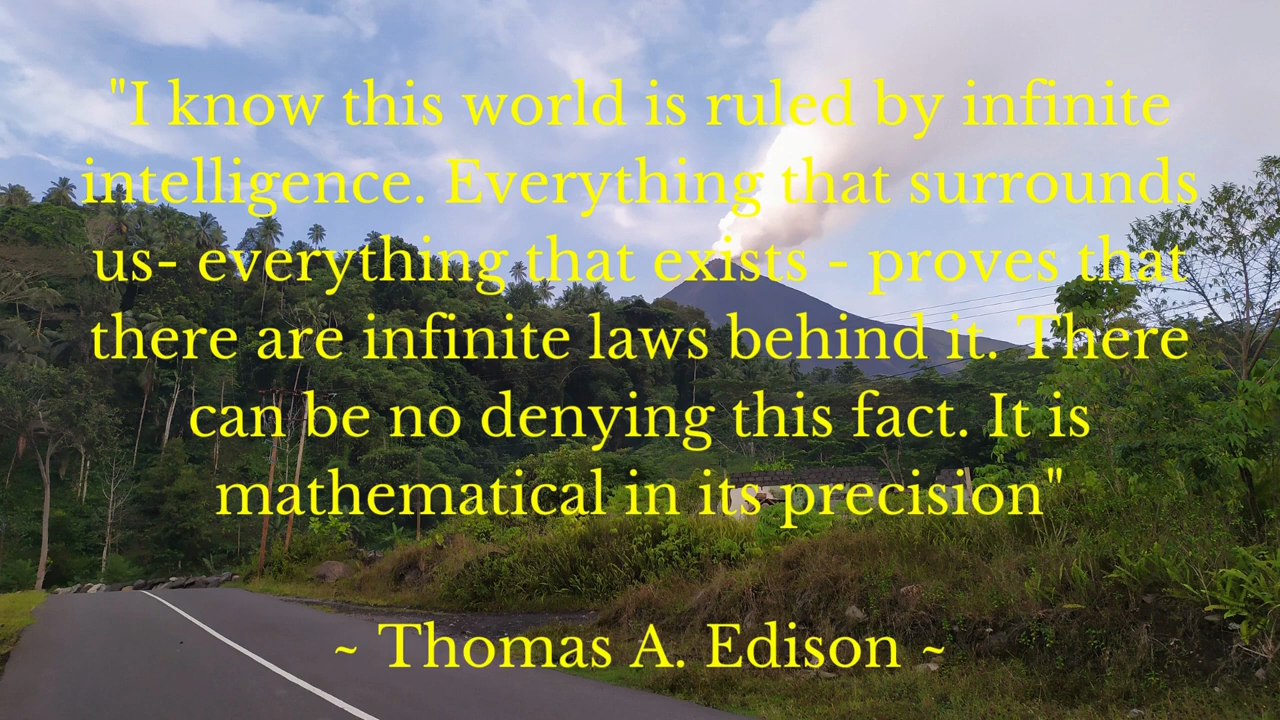 "I know this world is ruled by infinite
intelligence. Everything that surrounds
us- everything that exists - proves that
there are infinite laws behind it. There
can be no denying this fact. It is
mathematical in its precision"
~ Thomas A. Edison ~